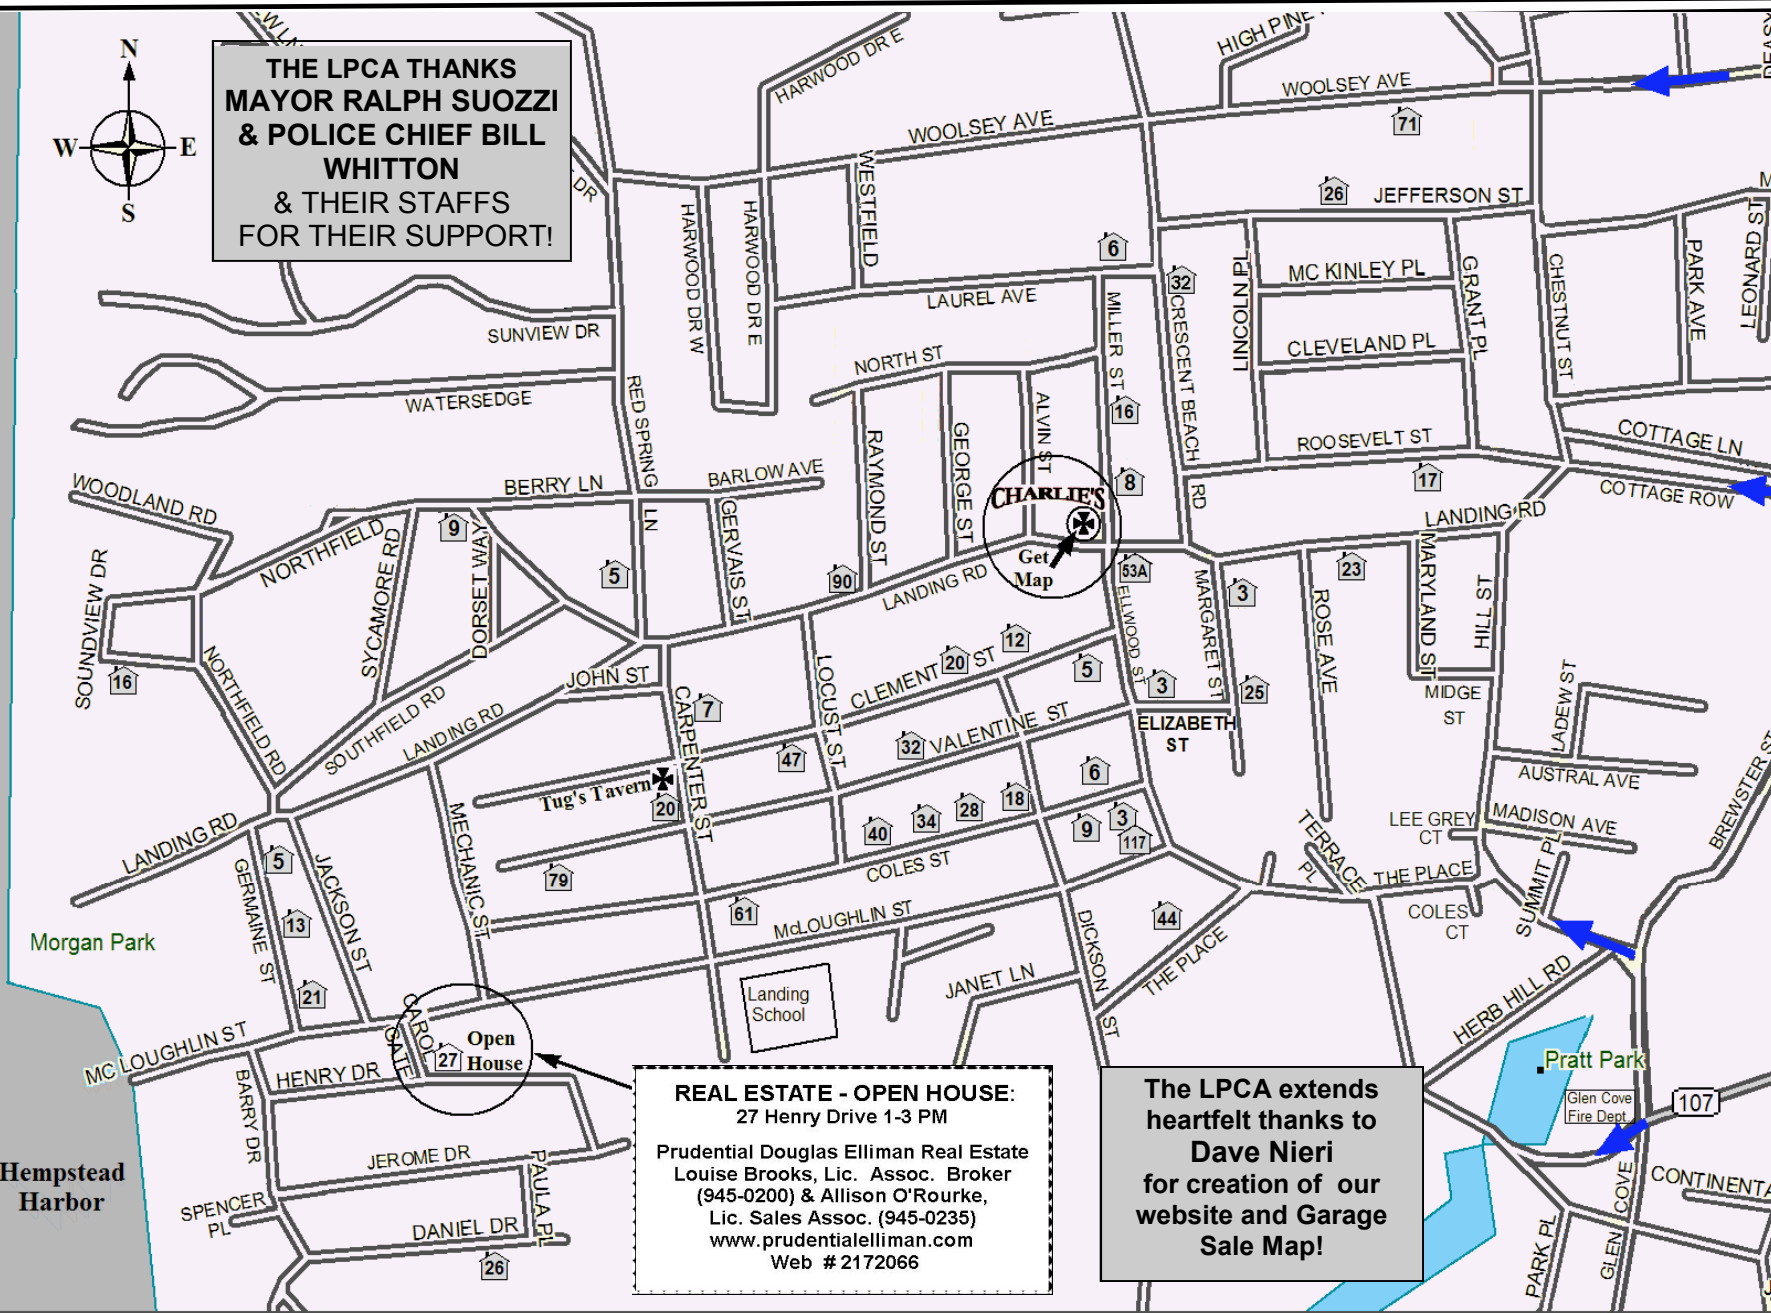 N
W
E
S
THE LPCA THANKS
MAYOR RALPH SUOZZI
& POLICE CHIEF BILL
WHITTON
& THEIR STAFFS
FOR THEIR SUPPORT!
DR
HARWOOD DR E
HIGH PINE
WOOLSEY AVE
WOOLSEY AVE
71
WESTFIELD
26
JEFFERSON ST
HARWOOD DR W
HARWOOD DR E
6
32
LAUREL AVE
MILLER ST
CRESCENT BEACH
RD
LINCOLN PL
MC KINLEY PL
GRANT PL
CHESTNUT ST
PARK AVE
LEONARD ST
CLEVELAND PL
SUNVIEW DR
WATERSEDGE
RED SPRING
LN
NORTH ST
ALVIN ST
16
RAYMOND ST
GEORGE ST
ROOSEVELT ST
COTTAGE LN
COTTAGE ROW
17
8
CHARLIE'S
Get
Map
WOODLAND RD
BERRY LN
BARLOW AVE
NORTHFIELD
9
SYCAMORE RD
DORSET WAY
5
GERVAIS ST
90
LANDING RD
53A
LANDING RD
23
3
MARYLAND ST
HILL ST
SOUNDVIEW DR
16
NORTHFIELD RD
SOUTHFIELD RD
LANDING RD
JOHN ST
CARPENTER ST
7
LOCUST ST
CLEMENT ST
20
12
5
ELLWOOD ST
MARGARET ST
3
25
ROSE AVE
MIDGE
ST
LADEW ST
ELIZABETH
ST
47
32
VALENTINE ST
AUSTRAL AVE
BREWSTER ST
Tug's Tavern
20
6
18
28
34
40
9
3
117
LEE GREY
CT
MADISON AVE
LANDING RD
MECHANIC ST
79
COLES ST
TERRACE
PL
THE PLACE
SUMMIT PL
COLES
CT
GERMAINE ST
5
JACKSON ST
13
21
61
McLOUGHLIN ST
DICKSON
ST
44
THE PLACE
Morgan Park
JANET LN
Landing
School
HERB HILL RD
MC LOUGHLIN ST
CAROL
GATE
27
Open
House
HENRY DR
BARRY DR
Pratt Park
Glen Cove
Fire Dept.
107
REAL ESTATE - OPEN HOUSE:
27 Henry Drive 1-3 PM
Prudential Douglas Elliman Real Estate
Louise Brooks, Lic. Assoc. Broker
(945-0200) & Allison O'Rourke,
Lic. Sales Assoc. (945-0235)
www.prudentialelliman.com
Web # 2172066
The LPCA extends
heartfelt thanks to
Dave Nieri
for creation of our
website and Garage
Sale Map!
Hempstead
Harbor
JEROME DR
PAULA PL
SPENCER
PL
DANIEL DR
26
PARK PL
GLEN COVE
CONTINENTA